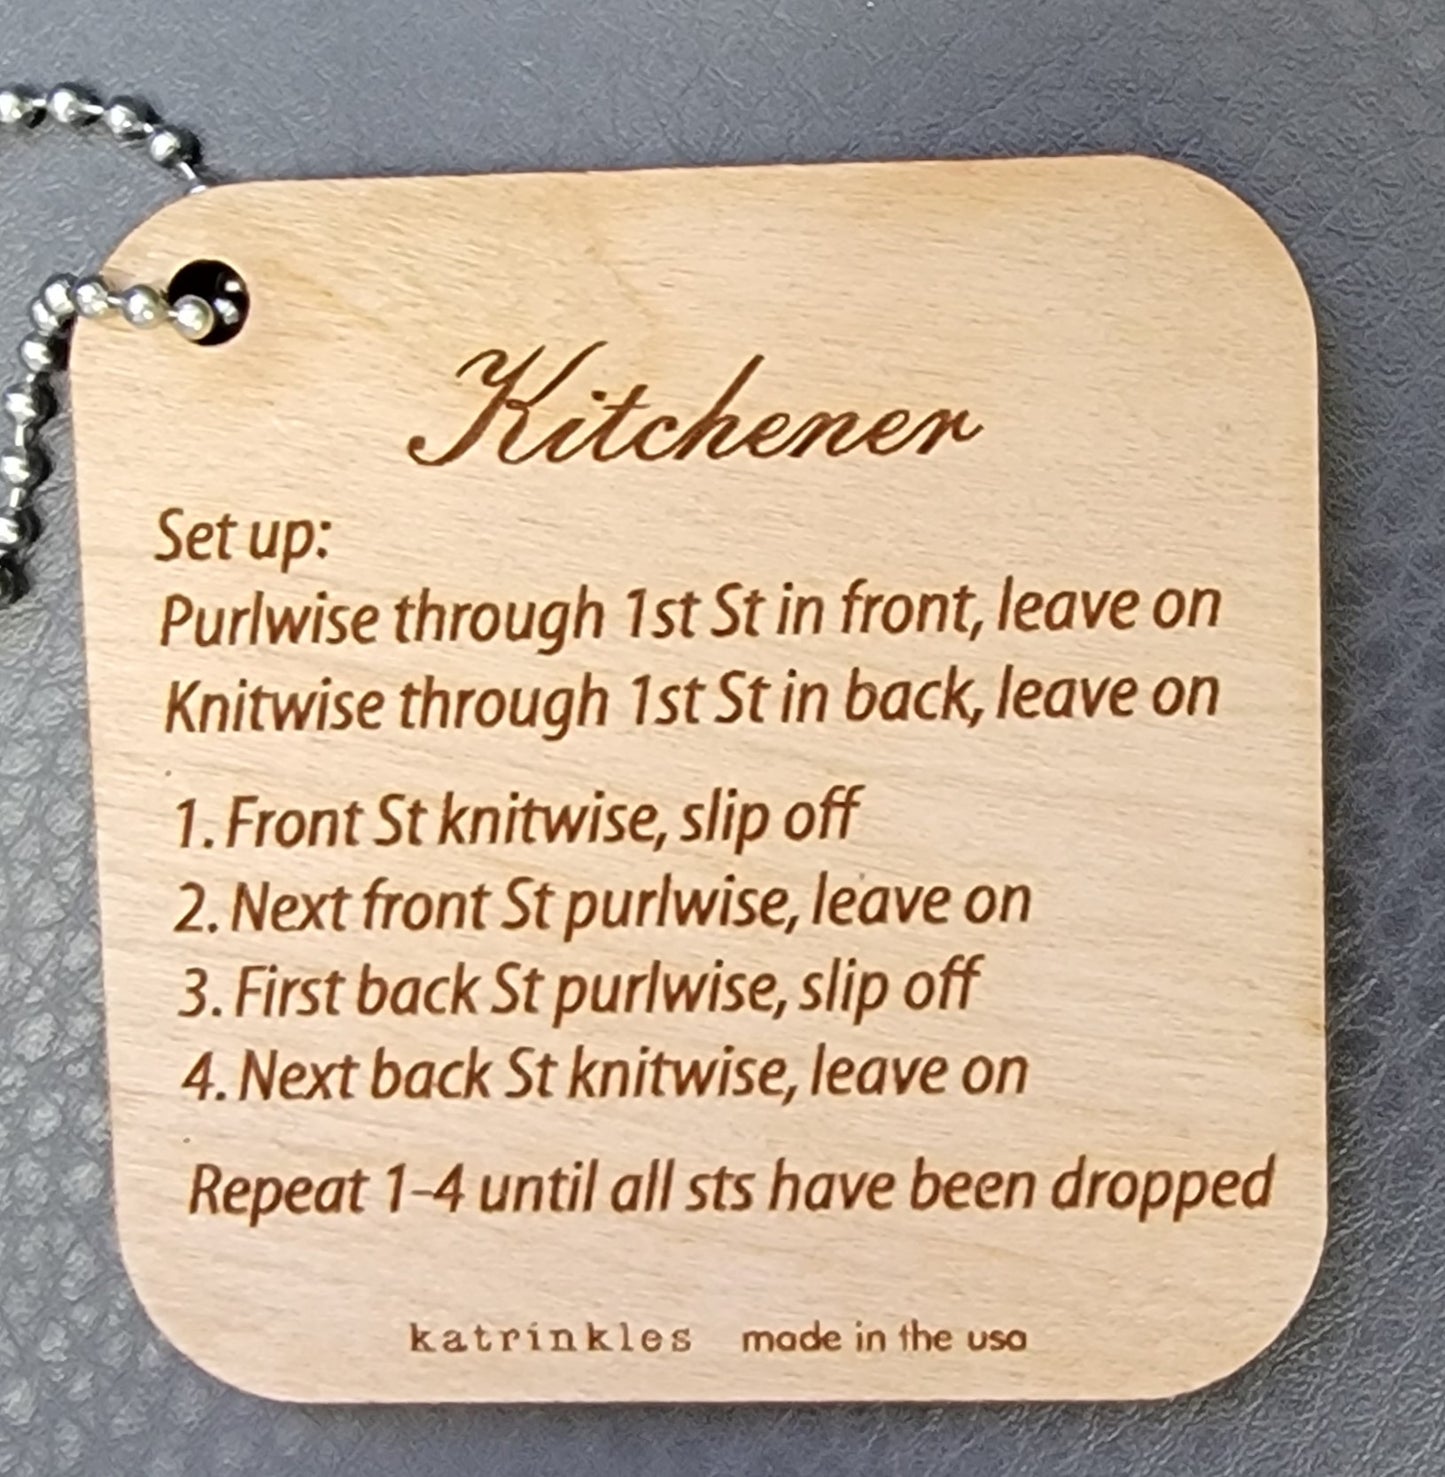 Kitchener
Set up:
Purlwise through 1st St in front, leave on
Knitwise through 1st St in back, leave on
1. Front St knitwise, slip off
2. Next front St purlwise, leave on
3. First back St purlwise, slip off
4. Next back St knitwise, leave on
Repeat 1-4 until all sts have been dropped
katrinkles made in the usa